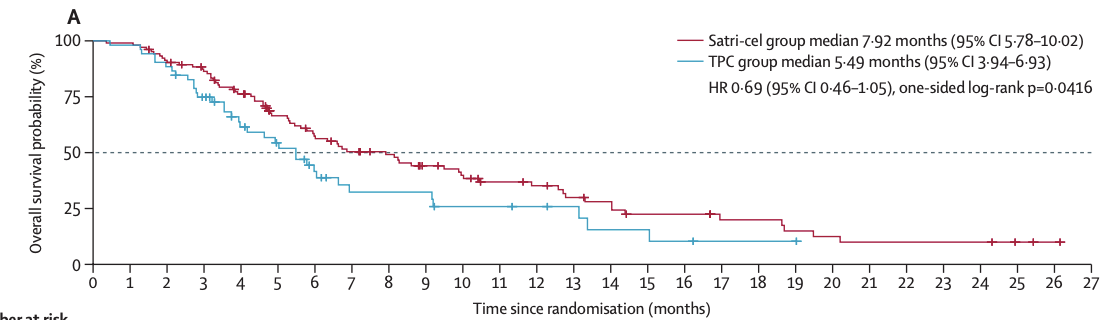 A
100
75
50
25
0
Overall survival probability (%)
Satri-cel group median 7·92 months (95% CI 5·78–10·02)
TPC group median 5·49 months (95% CI 3·94–6·93)
HR 0·69 (95% CI 0·46–1·05), one-sided log-rank p=0·0416
0 1 2 3 4 5 6 7 8 9 10 11 12 13 14 15 16 17 18 19 20 21 22 23 24 25 26 27
Time since randomisation (months)
ber at risk